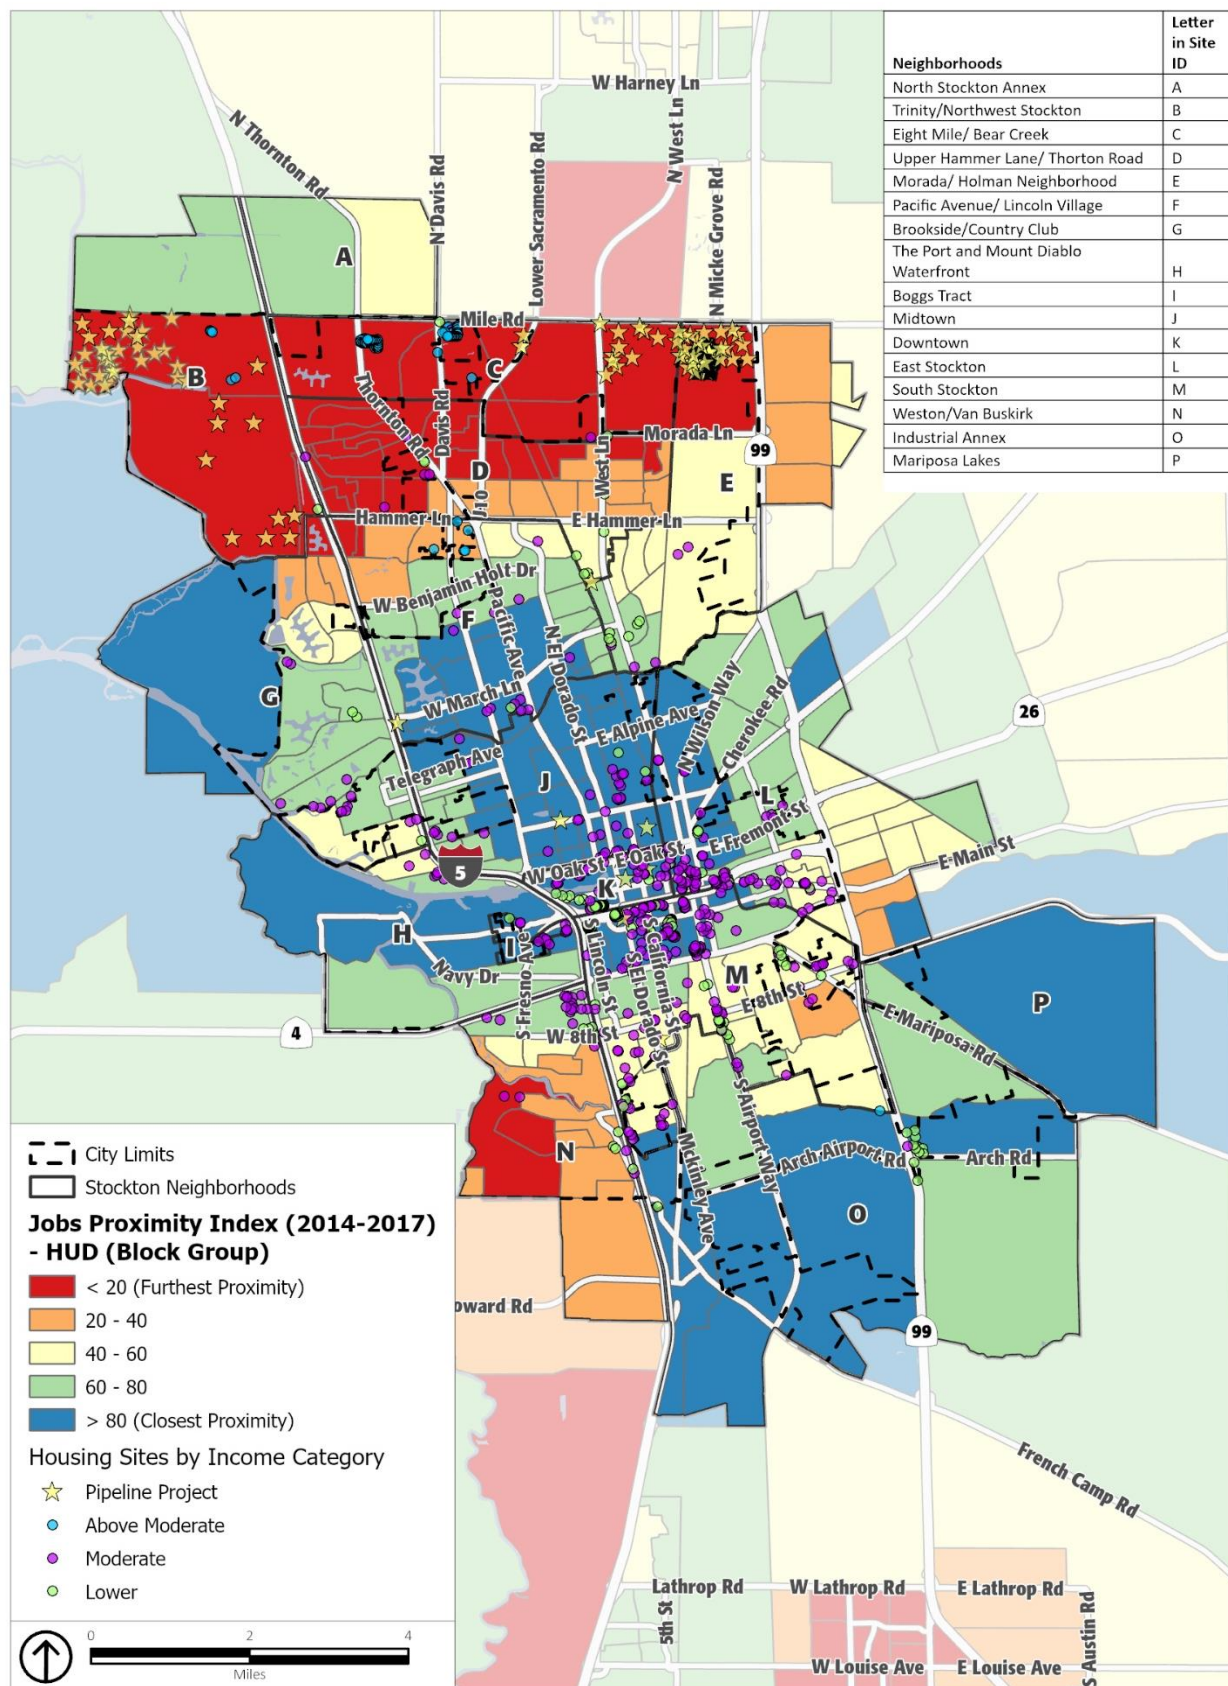 Neighborhoods Letter in Site ID
North Stockton Annex A
Trinity/Northwest Stockton B
Eight Mile/ Bear Creek C
Upper Hammer Lane/ Thorton Road D
Morada/ Holman Neighborhood E
Pacific Avenue/ Lincoln Village F
Brookside/Country Club G
The Port and Mount Diablo
Waterfront H
Boggs Tract I
Midtown J
Downtown K
East Stockton L
South Stockton M
Weston/Van Buskirk N
Industrial Annex O
Mariposa Lakes P
W Harney Ln
N Thornton Rd
N Davis Rd
Lower Sacramento Rd
N West Ln
N Micke Grove Rd
A
Mile Rd
B
C
Thornton Rd
Davis Rd
D
J 10
West Ln
Morada Ln
99
E
Hammer Ln
E Hammer Ln
W Benjamin Holt Dr
F
Pacific Ave
N El Dorado St
G
W March Ln
E Alpine Ave
N Wilson Way
Cherokee Rd
26
Telegraph Ave
J
L
E Fremont St
E Main St
5
W Oak St
E Oak St
K
H
I
S Fresno Ave
Navy Dr
S Lincoln St
S El Dorado St
S California St
M
E 8th St
P
4
W 8th St
E Mariposa Rd
S Airport Way
N
Mckinley Ave
Arch Airport Rd
Arch Rd
O
oward Rd
99
French Camp Rd
Lathrop Rd
W Lathrop Rd
E Lathrop Rd
5th St
S Austin Rd
W Louise Ave
E Louise Ave
City Limits
Stockton Neighborhoods
Jobs Proximity Index (2014-2017)
- HUD (Block Group)
< 20 (Furthest Proximity)
20 - 40
40 - 60
60 - 80
> 80 (Closest Proximity)
Housing Sites by Income Category
Pipeline Project
Above Moderate
Moderate
Lower
0 2 4
Miles